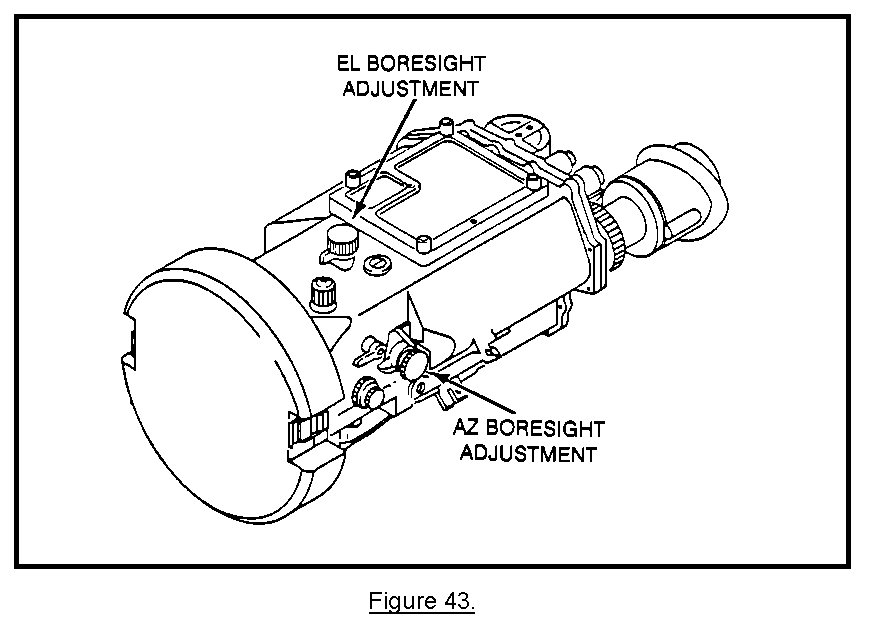 EL BORESIGHT
ADJUSTMENT
AZ BORESIGHT
ADJUSTMENT
Figure 43.